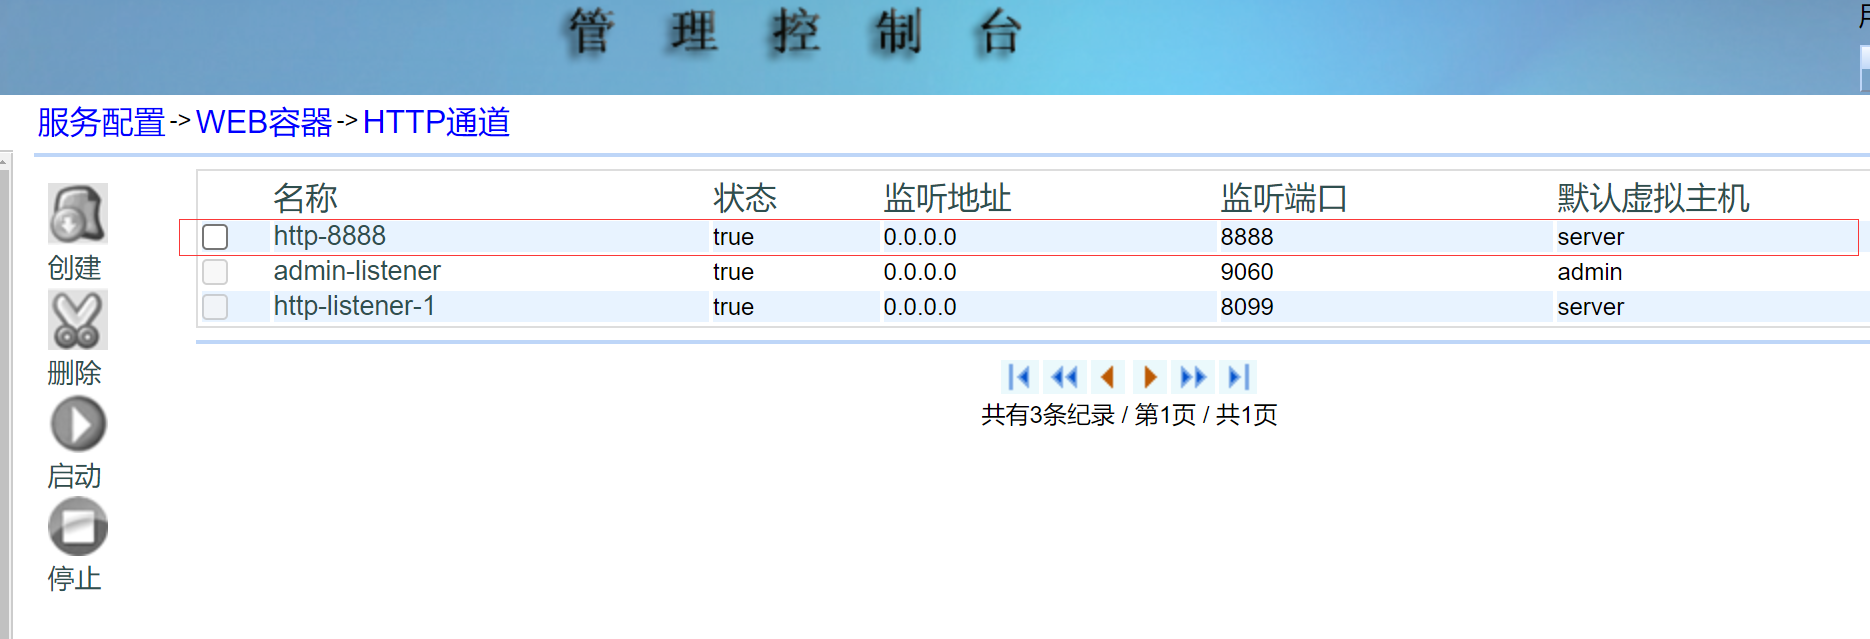 管理控制台
服务配置->WEB容器->HTTP通道
创建
删除
启动
停止
名称 状态 监听地址 监听端口 默认虚拟主机
http-8888 true 0.0.0.0 8888 server
admin-listener true 0.0.0.0 9060 admin
http-listener-1 true 0.0.0.0 8099 server
共有3条纪录 / 第1页 / 共1页